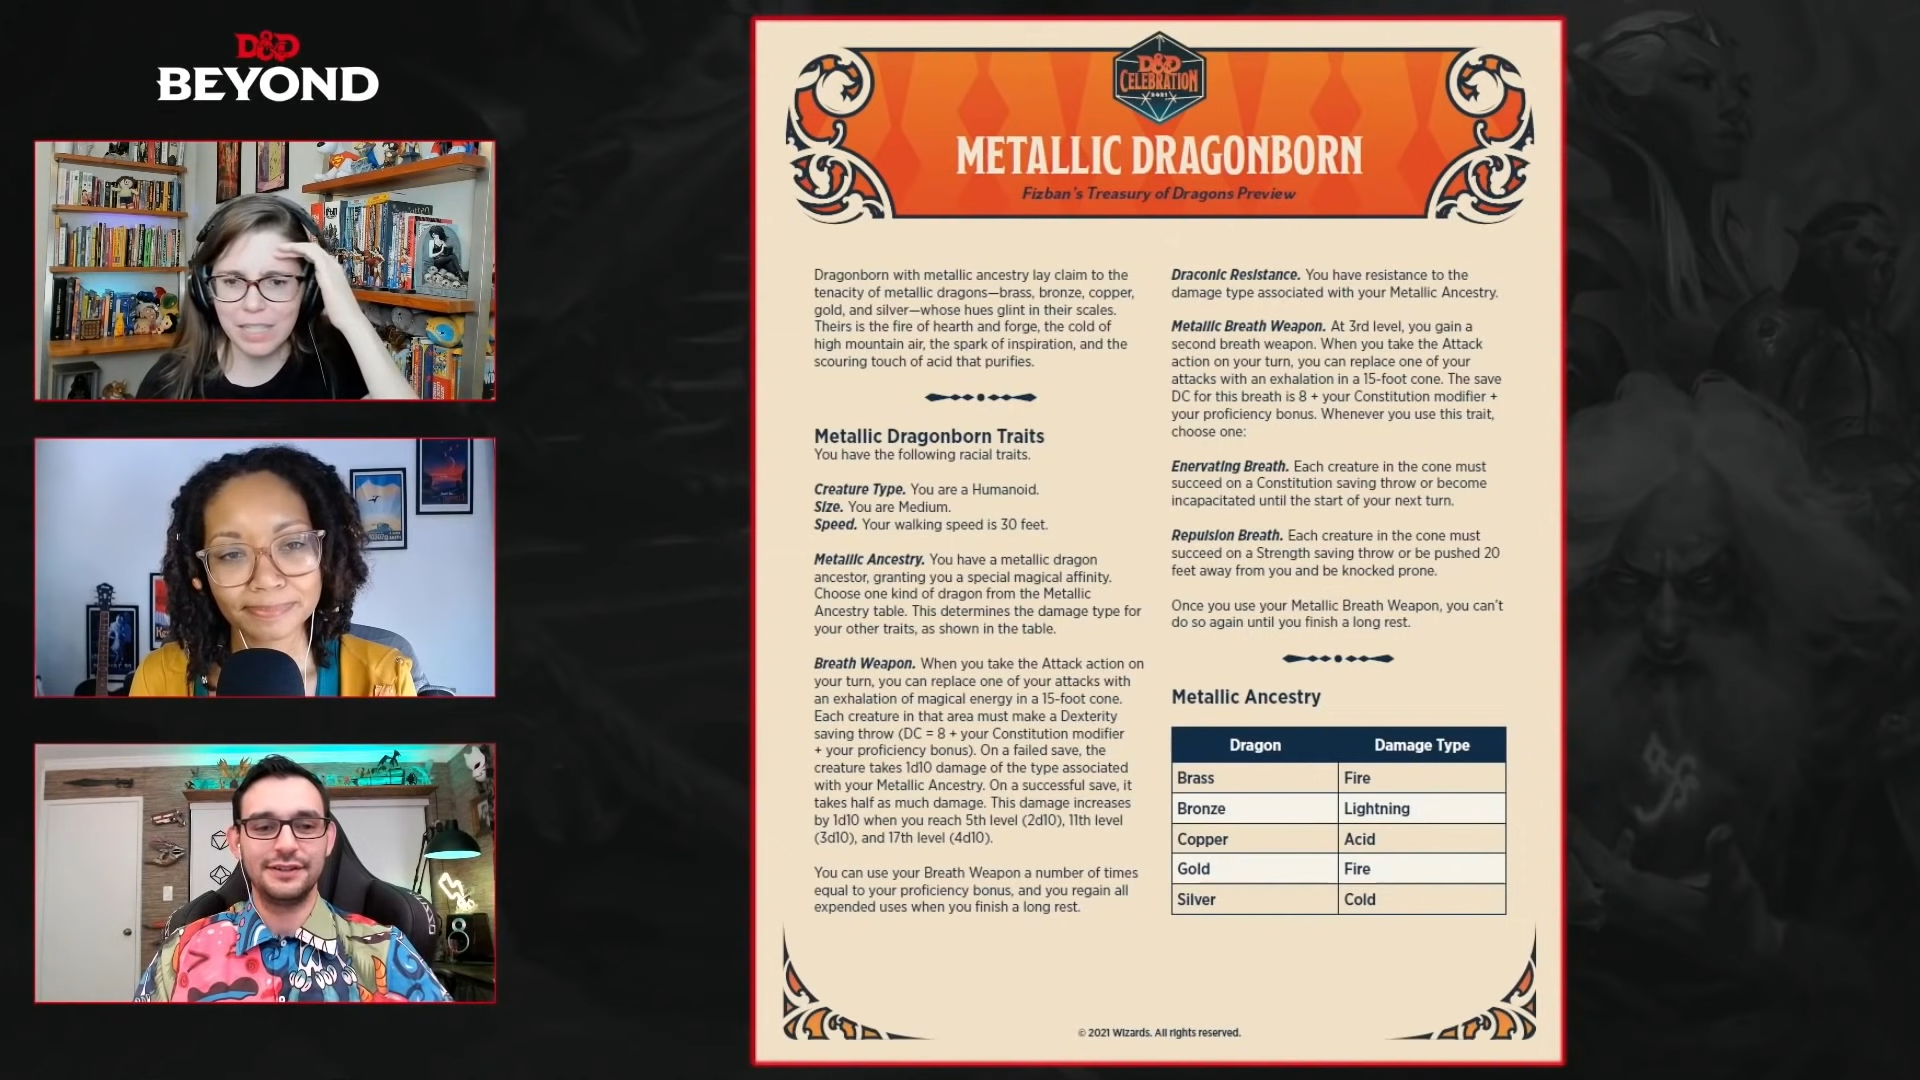 D&D
BEYOND
D&D
CELEBRATION
2021
METALLIC DRAGONBORN
Fizban's Treasury of Dragons Preview
Dragonborn with metallic ancestry lay claim to the
tenacity of metallic dragons—brass, bronze, copper,
gold, and silver—whose hues glint in their scales.
Theirs is the fire of hearth and forge, the cold of
high mountain air, the spark of inspiration, and the
scouring touch of acid that purifies.
Metallic Dragonborn Traits
You have the following racial traits.
Creature Type. You are a Humanoid.
Size. You are Medium.
Speed. Your walking speed is 30 feet.
Metallic Ancestry. You have a metallic dragon
ancestor, granting you a special magical affinity.
Choose one kind of dragon from the Metallic
Ancestry table. This determines the damage type for
your other traits, as shown in the table.
Breath Weapon. When you take the Attack action on
your turn, you can replace one of your attacks with
an exhalation of magical energy in a 15-foot cone.
Each creature in that area must make a Dexterity
saving throw (DC = 8 + your Constitution modifier
+ your proficiency bonus). On a failed save, the
creature takes 1d10 damage of the type associated
with your Metallic Ancestry. On a successful save, it
takes half as much damage. This damage increases
by 1d10 when you reach 5th level (2d10), 11th level
(3d10), and 17th level (4d10).
You can use your Breath Weapon a number of times
equal to your proficiency bonus, and you regain all
expended uses when you finish a long rest.
Draconic Resistance. You have resistance to the
damage type associated with your Metallic Ancestry.
Metallic Breath Weapon. At 3rd level, you gain a
second breath weapon. When you take the Attack
action on your turn, you can replace one of your
attacks with an exhalation in a 15-foot cone. The save
DC for this breath is 8 + your Constitution modifier +
your proficiency bonus. Whenever you use this trait,
choose one:
Enervating Breath. Each creature in the cone must
succeed on a Constitution saving throw or become
incapacitated until the start of your next turn.
Repulsion Breath. Each creature in the cone must
succeed on a Strength saving throw or be pushed 20
feet away from you and be knocked prone.
Once you use your Metallic Breath Weapon, you can't
do so again until you finish a long rest.
Metallic Ancestry
Dragon Damage Type
Brass Fire
Bronze Lightning
Copper Acid
Gold Fire
Silver Cold
© 2021 Wizards. All rights reserved.